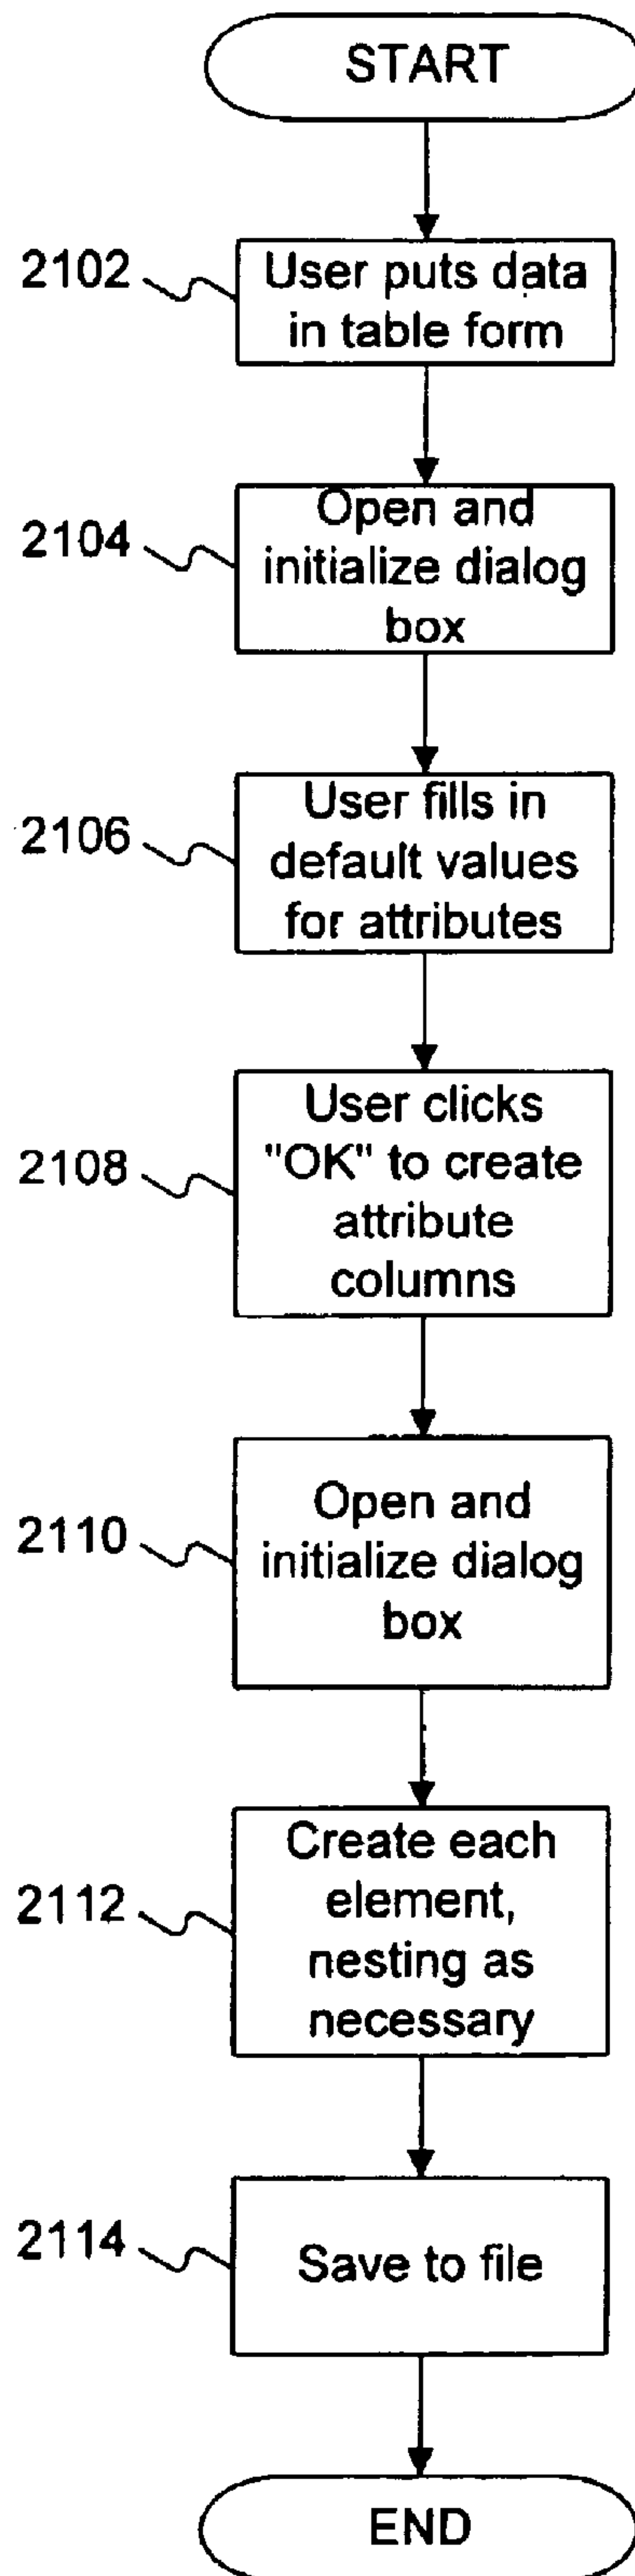 START
2102
User puts data
in table form
2104
Open and
initialize dialog
box
2106
User fills in
default values
for attributes
2108
User clicks
"OK" to create
attribute
columns
2110
Open and
initialize dialog
box
2112
Create each
element,
nesting as
necessary
2114
Save to file
END